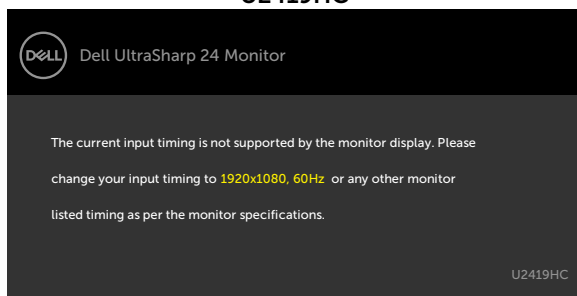 U2419HC
DELL
Dell UltraSharp 24 Monitor
The current input timing is not supported by the monitor display. Please
change your input timing to 1920x1080, 60Hz or any other monitor
listed timing as per the monitor specifications.
U2419HC